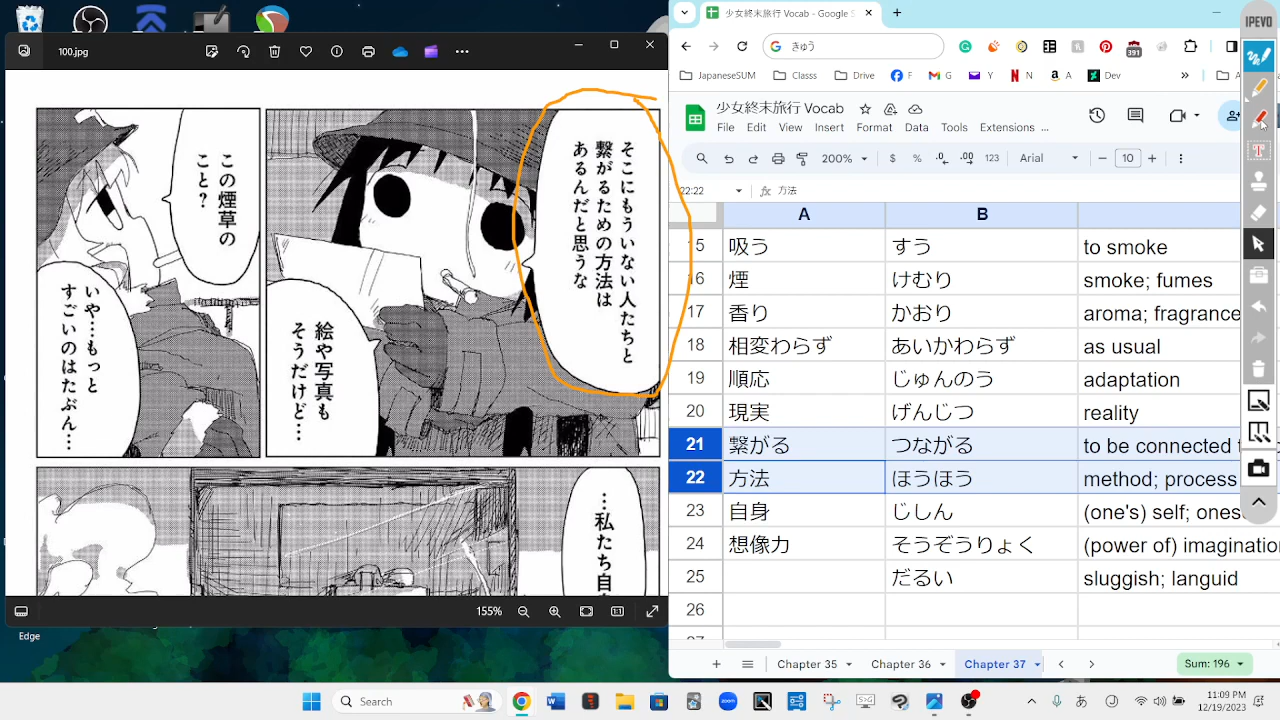 100.jpg
そこにもういない人たちと
繋がるための方法は
あるんだと思うな
絵や写真も
そうだけど…
この煙草の
こと?
いや…もっと
すごいのはたぶん…
…私たち自
155%
Edge
少女終末旅行 Vocab - Google S
きゅう
391
JapaneseSUM
Class
Drive
F
M G
Y
N
A
Dev
少女終末旅行 Vocab
File Edit View Insert Format Data Tools Extensions
200% $ % .0 .00 123 Arial 10
22:22 方法
A B
15 吸う すう to smoke
16 煙 けむり smoke; fumes
17 香り かおり aroma; fragrance
18 相変わらず あいかわらず as usual
19 順応 じゅんのう adaptation
20 現実 げんじつ reality
21 繋がる つながる to be connected
22 方法 ほうほう method; process
23 自身 じしん (one's) self; ones
24 想像力 そうぞうりょく (power of) imagination
25 だるい sluggish; languid
26
Chapter 35 Chapter 36 Chapter 37 Sum: 196
IPEVO
Search
11:09 PM
12/19/2023